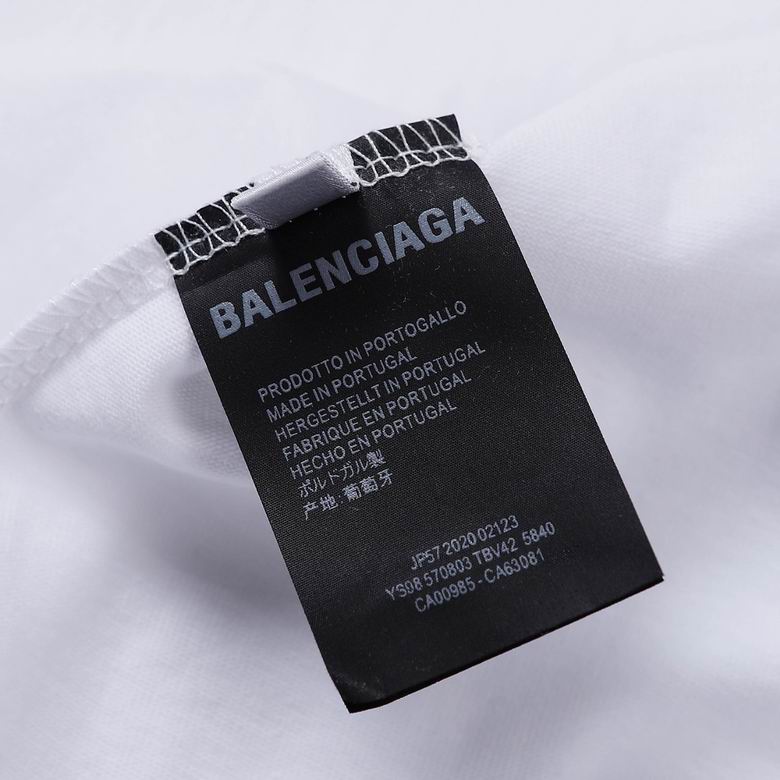 BALENCIAGA
PRODOTTO IN PORTOGALLO
MADE IN PORTUGAL
HERGESTELLT IN PORTUGAL
FABRIQUE EN PORTUGAL
HECHO EN PORTUGAL
ポルドガル製
产地:葡萄牙
JP57 2020 02123
YS08 570803 TBV42 5840
CA00985 - CA63081